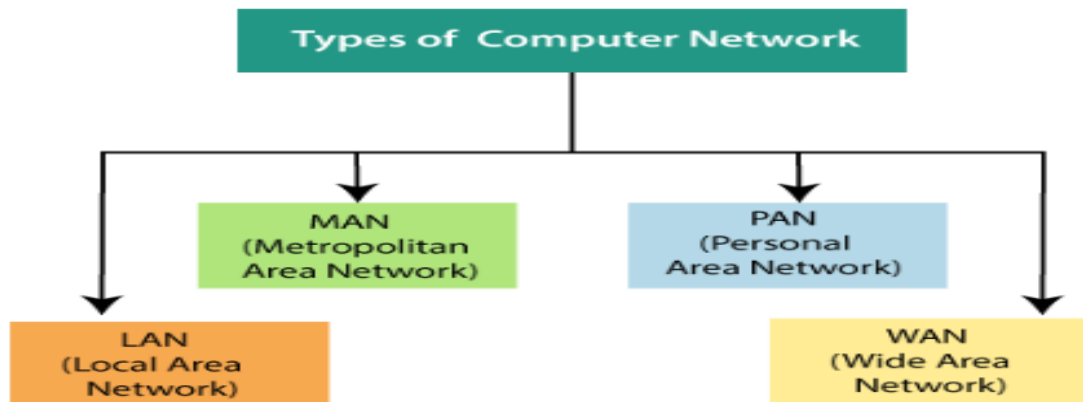 Types of Computer Network
MAN
(Metropolitan
Area Network)
PAN
(Personal
Area Network)
LAN
(Local Area
Network)
WAN
(Wide Area
Network)